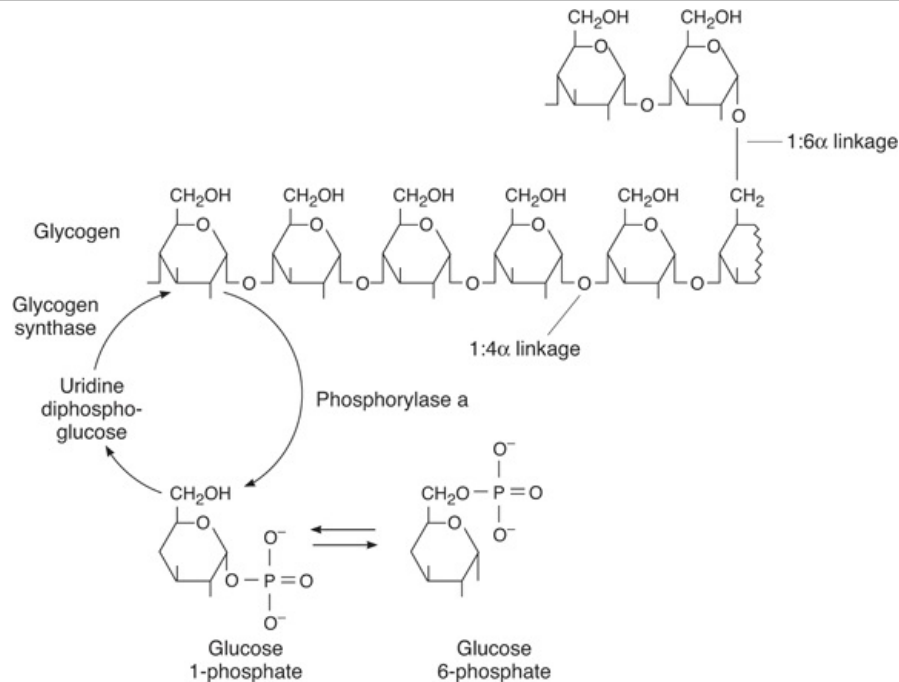 CH₂OH CH₂OH
O O
O O
1:6α linkage
CH₂OH CH₂OH CH₂OH CH₂OH CH₂OH CH₂
Glycogen
O O O O O
O O O O O
Glycogen
synthase
1:4α linkage
Uridine
diphospho-
glucose
Phosphorylase a
CH₂OH
O
O⁻
O–P=O
O⁻
Glucose
1-phosphate
O⁻
CH₂O–P=O
O⁻
O
Glucose
6-phosphate